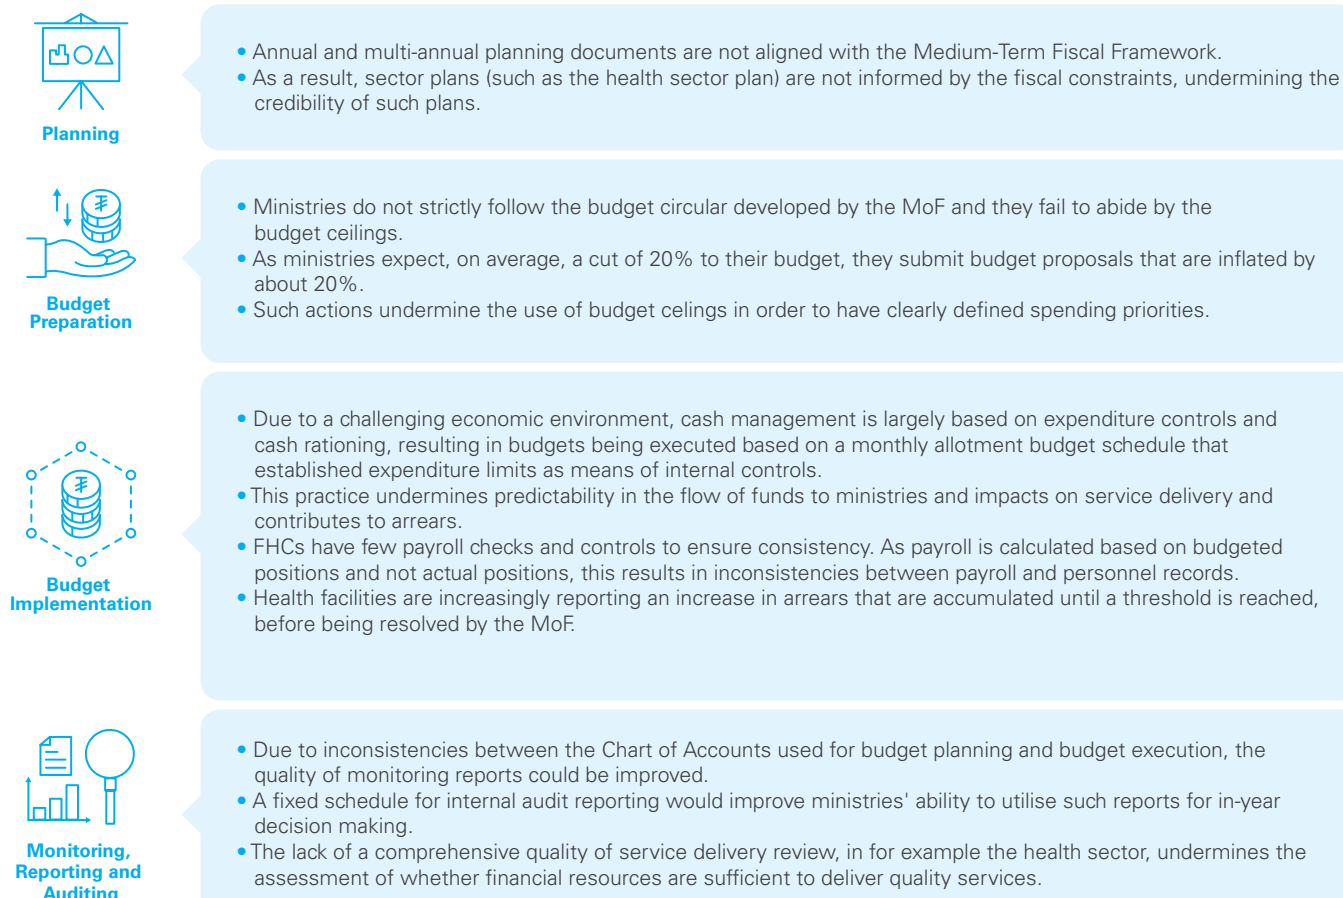 Planning
• Annual and multi-annual planning documents are not aligned with the Medium-Term Fiscal Framework.
• As a result, sector plans (such as the health sector plan) are not informed by the fiscal constraints, undermining the
credibility of such plans.
Budget
Preparation
• Ministries do not strictly follow the budget circular developed by the MoF and they fail to abide by the
budget ceilings.
• As ministries expect, on average, a cut of 20% to their budget, they submit budget proposals that are inflated by
about 20%.
• Such actions undermine the use of budget celings in order to have clearly defined spending priorities.
Budget
Implementation
• Due to a challenging economic environment, cash management is largely based on expenditure controls and
cash rationing, resulting in budgets being executed based on a monthly allotment budget schedule that
established expenditure limits as means of internal controls.
• This practice undermines predictability in the flow of funds to ministries and impacts on service delivery and
contributes to arrears.
• FHCs have few payroll checks and controls to ensure consistency. As payroll is calculated based on budgeted
positions and not actual positions, this results in inconsistencies between payroll and personnel records.
• Health facilities are increasingly reporting an increase in arrears that are accumulated until a threshold is reached,
before being resolved by the MoF.
Monitoring,
Reporting and
Auditing
• Due to inconsistencies between the Chart of Accounts used for budget planning and budget execution, the
quality of monitoring reports could be improved.
• A fixed schedule for internal audit reporting would improve ministries' ability to utilise such reports for in-year
decision making.
• The lack of a comprehensive quality of service delivery review, in for example the health sector, undermines the
assessment of whether financial resources are sufficient to deliver quality services.